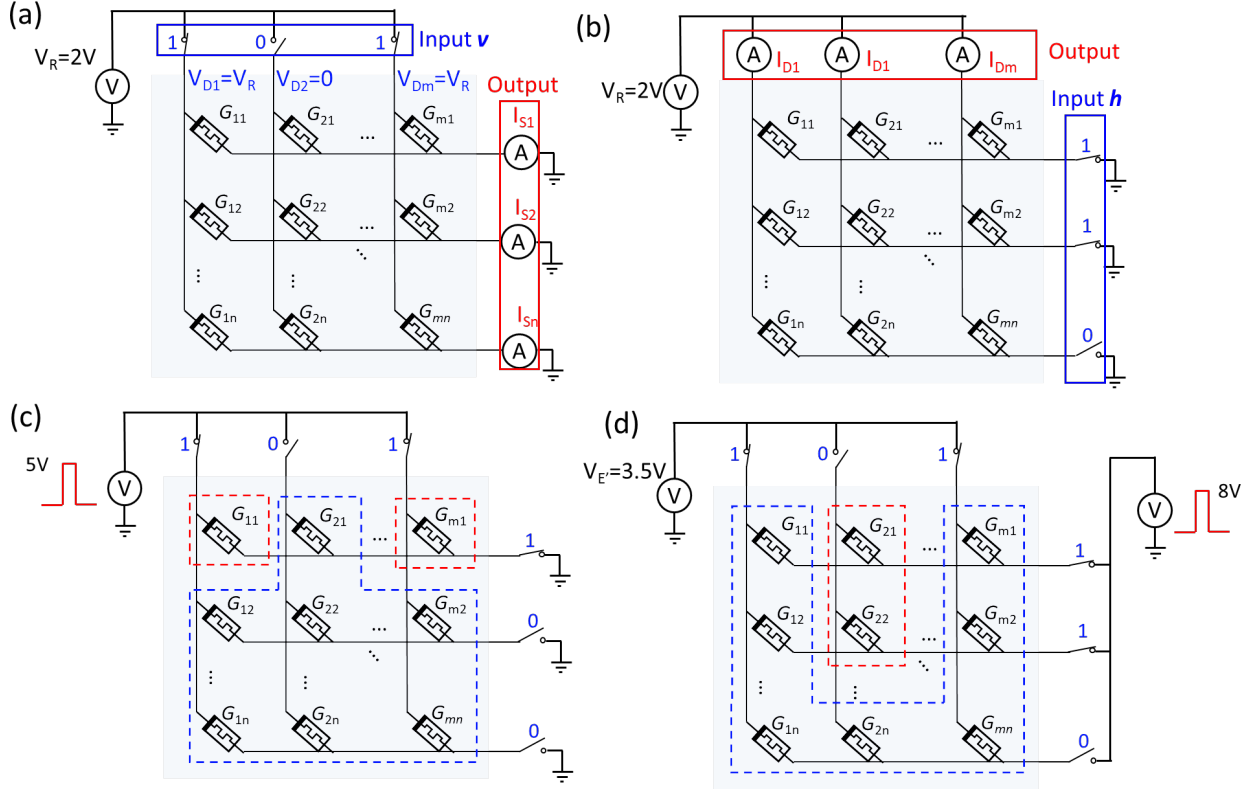 (a)
1 0 1 Input v
V_R=2V
V_D1=V_R V_D2=0 V_Dm=V_R Output
G_11 G_21 ... G_m1 I_S1
A
G_12 G_22 ... G_m2 I_S2
A
⋮ ⋮ ⋱
G_1n G_2n G_mn I_Sn
A
V
(b)
A I_D1 A I_D1 A I_Dm Output
V_R=2V V
Input h
G_11 G_21 ... G_m1 1
G_12 G_22 ... G_m2 1
⋮ ⋮ ⋱
G_1n G_2n G_mn 0
(c)
1 0 1
5V V
G_11 G_21 ... G_m1 1
G_12 G_22 ... G_m2 0
⋮ ⋮ ⋱
G_1n G_2n G_mn 0
(d)
1 0 1
V_E'=3.5V V
V 8V
G_11 G_21 ... G_m1 1
G_12 G_22 ... G_m2 1
⋮ ⋮ ⋱
G_1n G_2n G_mn 0